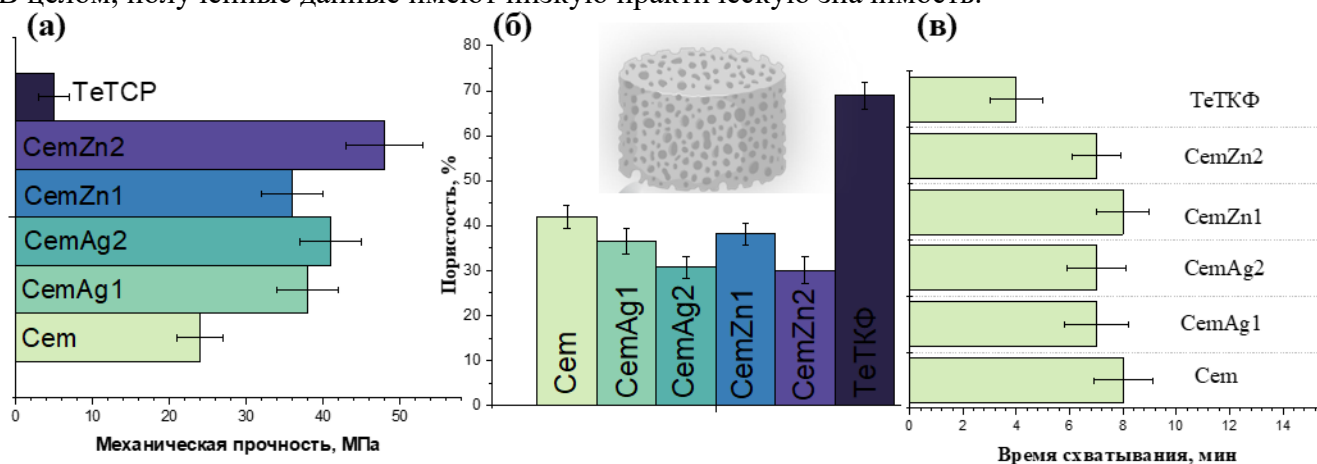 В целом, полученные данные имеют низкую практическую значимость.
(а)
TeTCP
CemZn2
CemZn1
CemAg2
CemAg1
Cem
0 10 20 30 40 50
Механическая прочность, МПа
(б)
Пористость, %
80
70
60
50
40
30
20
10
0
Cem
CemAg1
CemAg2
CemZn1
CemZn2
ТеТКФ
(в)
ТеТКФ
CemZn2
CemZn1
CemAg2
CemAg1
Cem
0 2 4 6 8 10 12 14
Время схватывания, мин